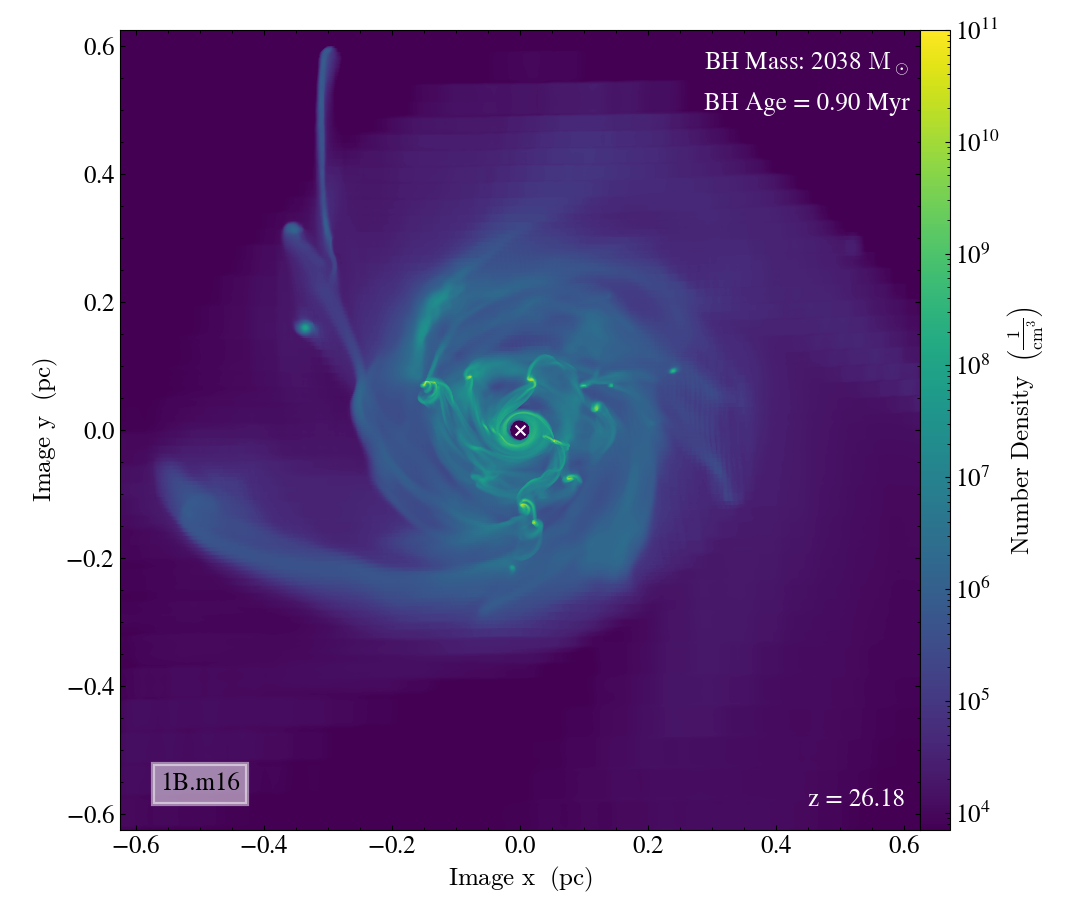 BH Mass: 2038 M⊙
BH Age = 0.90 Myr
1B.m16
z = 26.18
0.6
0.4
0.2
0.0
−0.2
−0.4
−0.6
Image y (pc)
−0.6 −0.4 −0.2 0.0 0.2 0.4 0.6
Image x (pc)
10¹¹
10¹⁰
10⁹
10⁸
10⁷
10⁶
10⁵
10⁴
Number Density (1/cm³)